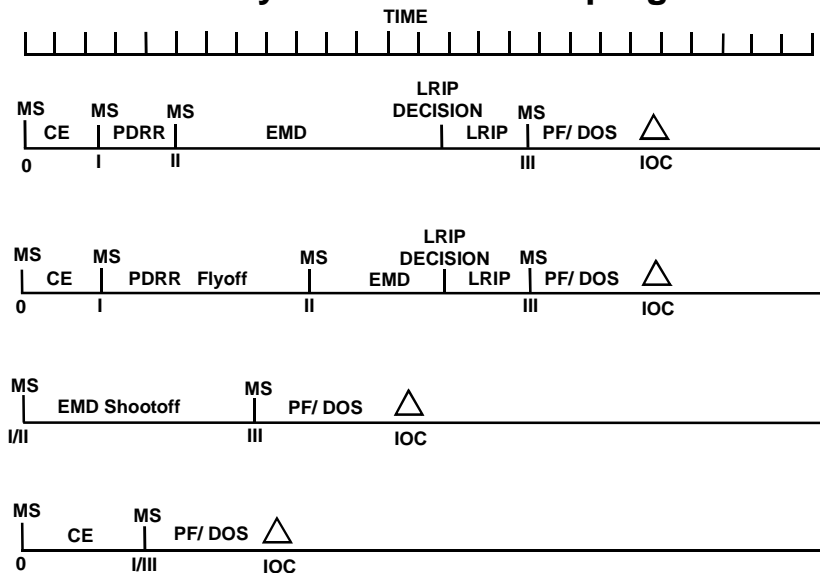 TIME
LRIP
MS MS MS DECISION MS
CE PDRR EMD LRIP PF/ DOS
0 I II III IOC
LRIP
MS MS MS DECISION MS
CE PDRR Flyoff EMD LRIP PF/ DOS
0 I II III IOC
MS MS
EMD Shootoff PF/ DOS
I/II III IOC
MS MS
CE PF/ DOS
0 I/III IOC